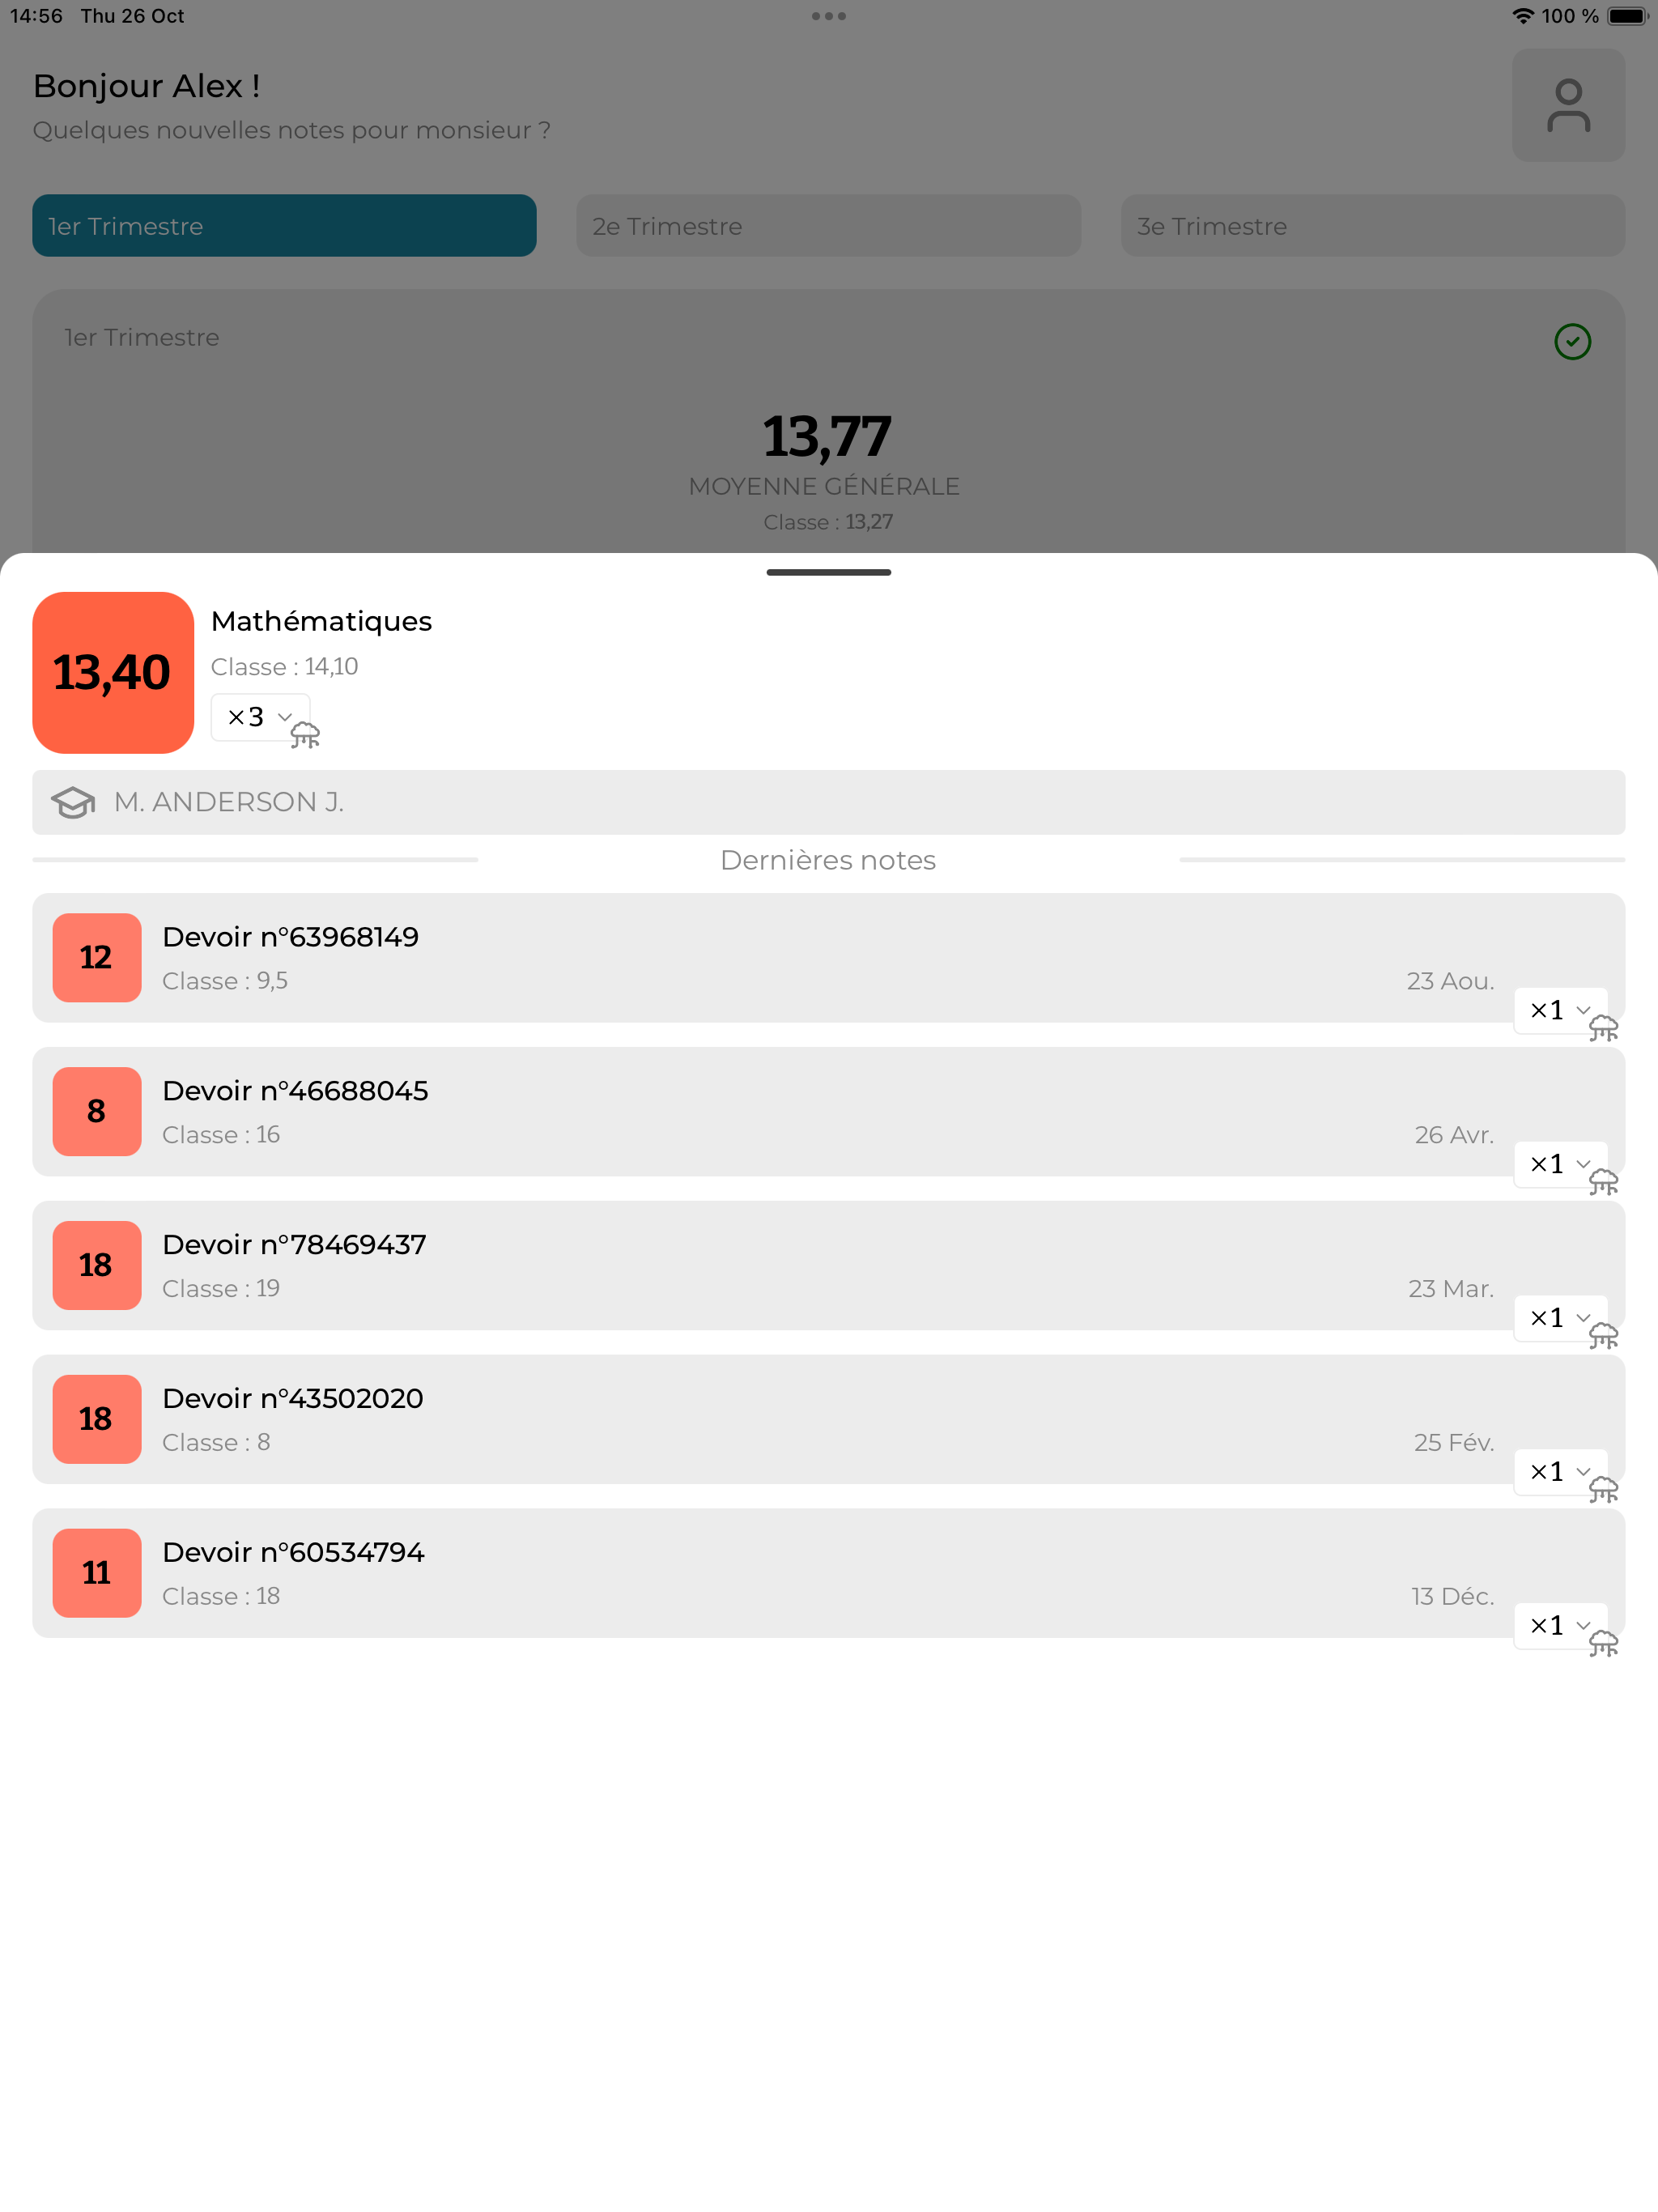 14:56 Thu 26 Oct
100 %
Bonjour Alex !
Quelques nouvelles notes pour monsieur ?
1er Trimestre
2e Trimestre
3e Trimestre
1er Trimestre
13,77
MOYENNE GÉNÉRALE
Classe : 13,27
13,40
Mathématiques
Classe : 14,10
×3
M. ANDERSON J.
Dernières notes
12
Devoir n°63968149
Classe : 9,5
23 Aou.
×1
8
Devoir n°46688045
Classe : 16
26 Avr.
×1
18
Devoir n°78469437
Classe : 19
23 Mar.
×1
18
Devoir n°43502020
Classe : 8
25 Fév.
×1
11
Devoir n°60534794
Classe : 18
13 Déc.
×1